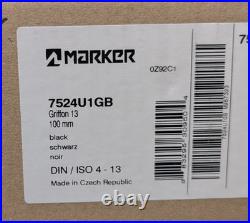 MARKER
0Z92C1
7524U1GB
Griffon 13
100 mm
black
schwarz
noir
DIN / ISO 4 - 13
Made in Czech Republic